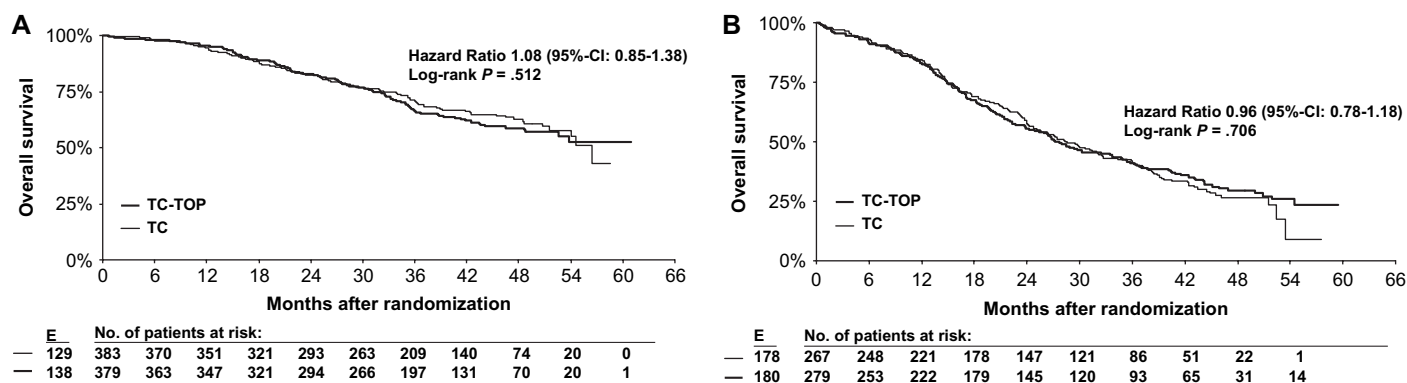 A
100%
75%
50%
25%
0%
Overall survival
Hazard Ratio 1.08 (95%-CI: 0.85-1.38)
Log-rank P = .512
TC-TOP
TC
0 6 12 18 24 30 36 42 48 54 60 66
Months after randomization
E No. of patients at risk:
129 383 370 351 321 293 263 209 140 74 20 0
138 379 363 347 321 294 266 197 131 70 20 1
B
100%
75%
50%
25%
0%
Overall survival
Hazard Ratio 0.96 (95%-CI: 0.78-1.18)
Log-rank P = .706
TC-TOP
TC
0 6 12 18 24 30 36 42 48 54 60 66
Months after randomization
E No. of patients at risk:
178 267 248 221 178 147 121 86 51 22 1
180 279 253 222 179 145 120 93 65 31 14